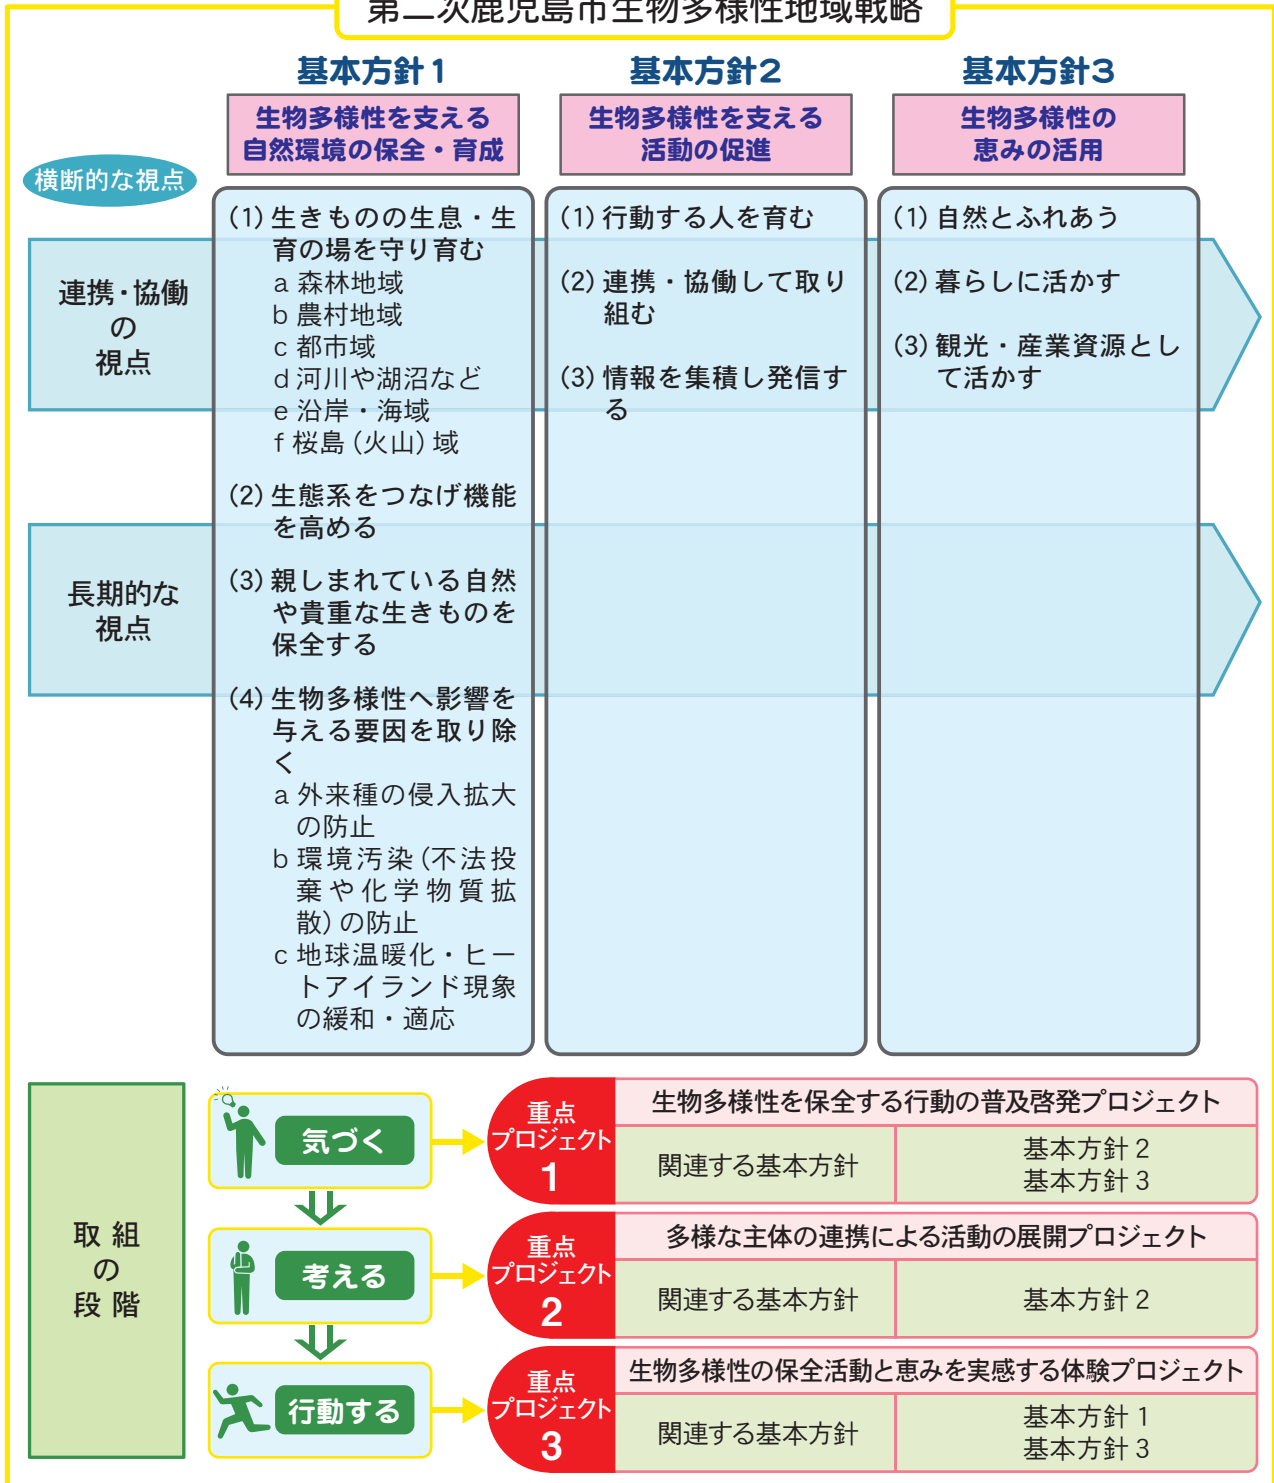 第二次鹿児島市生物多様性地域戦略
基本方針1
生物多様性を支える
自然環境の保全・育成
基本方針2
生物多様性を支える
活動の促進
基本方針3
生物多様性の
恵みの活用
横断的な視点
連携・協働
の
視点
長期的な
視点
(1) 生きものの生息・生
育の場を守り育む
a 森林地域
b 農村地域
c 都市域
d 河川や湖沼など
e 沿岸・海域
f 桜島(火山)域
(2) 生態系をつなげ機能
を高める
(3) 親しまれている自然
や貴重な生きものを
保全する
(4) 生物多様性へ影響を
与える要因を取り除
く
a 外来種の侵入拡大
の防止
b 環境汚染(不法投
棄や化学物質拡
散)の防止
c 地球温暖化・ヒー
トアイランド現象
の緩和・適応
(1) 行動する人を育む
(2) 連携・協働して取り
組む
(3) 情報を集積し発信す
る
(1) 自然とふれあう
(2) 暮らしに活かす
(3) 観光・産業資源とし
て活かす
取組
の
段階
気づく
重点
プロジェクト
1
生物多様性を保全する行動の普及啓発プロジェクト
関連する基本方針
基本方針2
基本方針3
考える
重点
プロジェクト
2
多様な主体の連携による活動の展開プロジェクト
関連する基本方針
基本方針2
行動する
重点
プロジェクト
3
生物多様性の保全活動と恵みを実感する体験プロジェクト
関連する基本方針
基本方針1
基本方針3